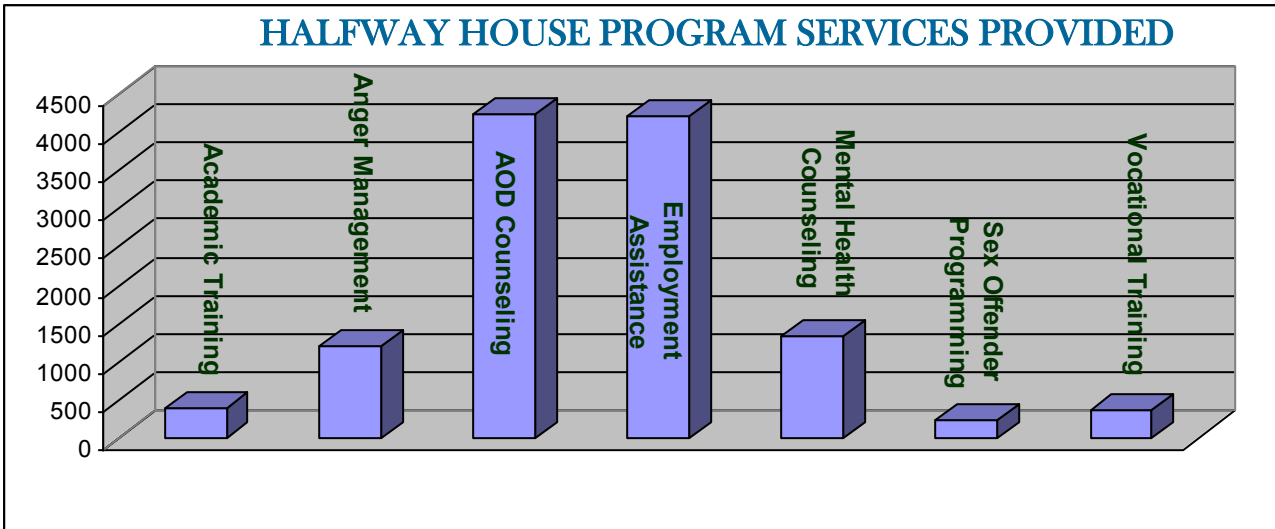 HALFWAY HOUSE PROGRAM SERVICES PROVIDED
4500
4000
3500
3000
2500
2000
1500
1000
500
0
Academic Training
Anger Management
AOD Counseling
Employment
Assistance
Mental Health
Counseling
Sex Offender
Programming
Vocational Training